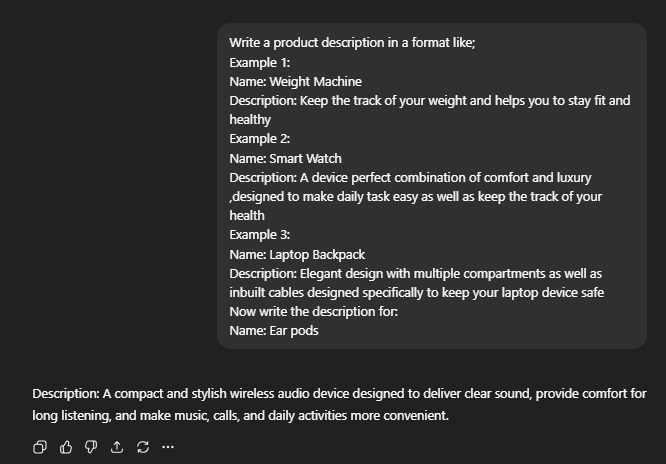 Write a product description in a format like;
Example 1:
Name: Weight Machine
Description: Keep the track of your weight and helps you to stay fit and
healthy
Example 2:
Name: Smart Watch
Description: A device perfect combination of comfort and luxury
,designed to make daily task easy as well as keep the track of your
health
Example 3:
Name: Laptop Backpack
Description: Elegant design with multiple compartments as well as
inbuilt cables designed specifically to keep your laptop device safe
Now write the description for:
Name: Ear pods
Description: A compact and stylish wireless audio device designed to deliver clear sound, provide comfort for
long listening, and make music, calls, and daily activities more convenient.